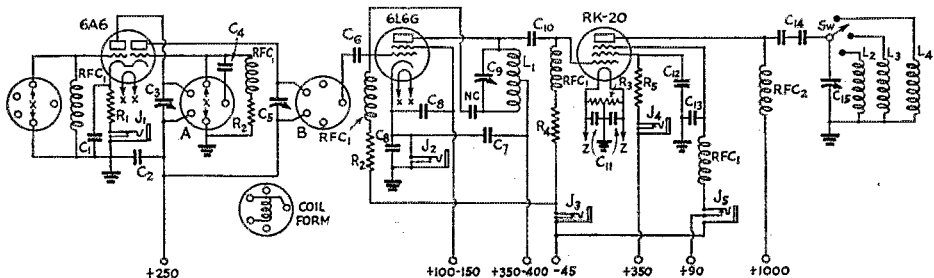 6A6
6L6G
RK-20
C4
RFC1
C6
C10
C14
SW
RFC1
C3
C5
C9
L1
RFC1
R3
R5
C12
L2
L3
L4
R1
J1
A
R2
B
RFC1
NC
C8
R4
J4
C13
RFC2
C15
C1
C2
R2
C8
J2
C7
Z
C11
Z
RFC1
COIL
FORM
J3
J5
+250
+100-150
+350-400
-45
+350
+90
+1000